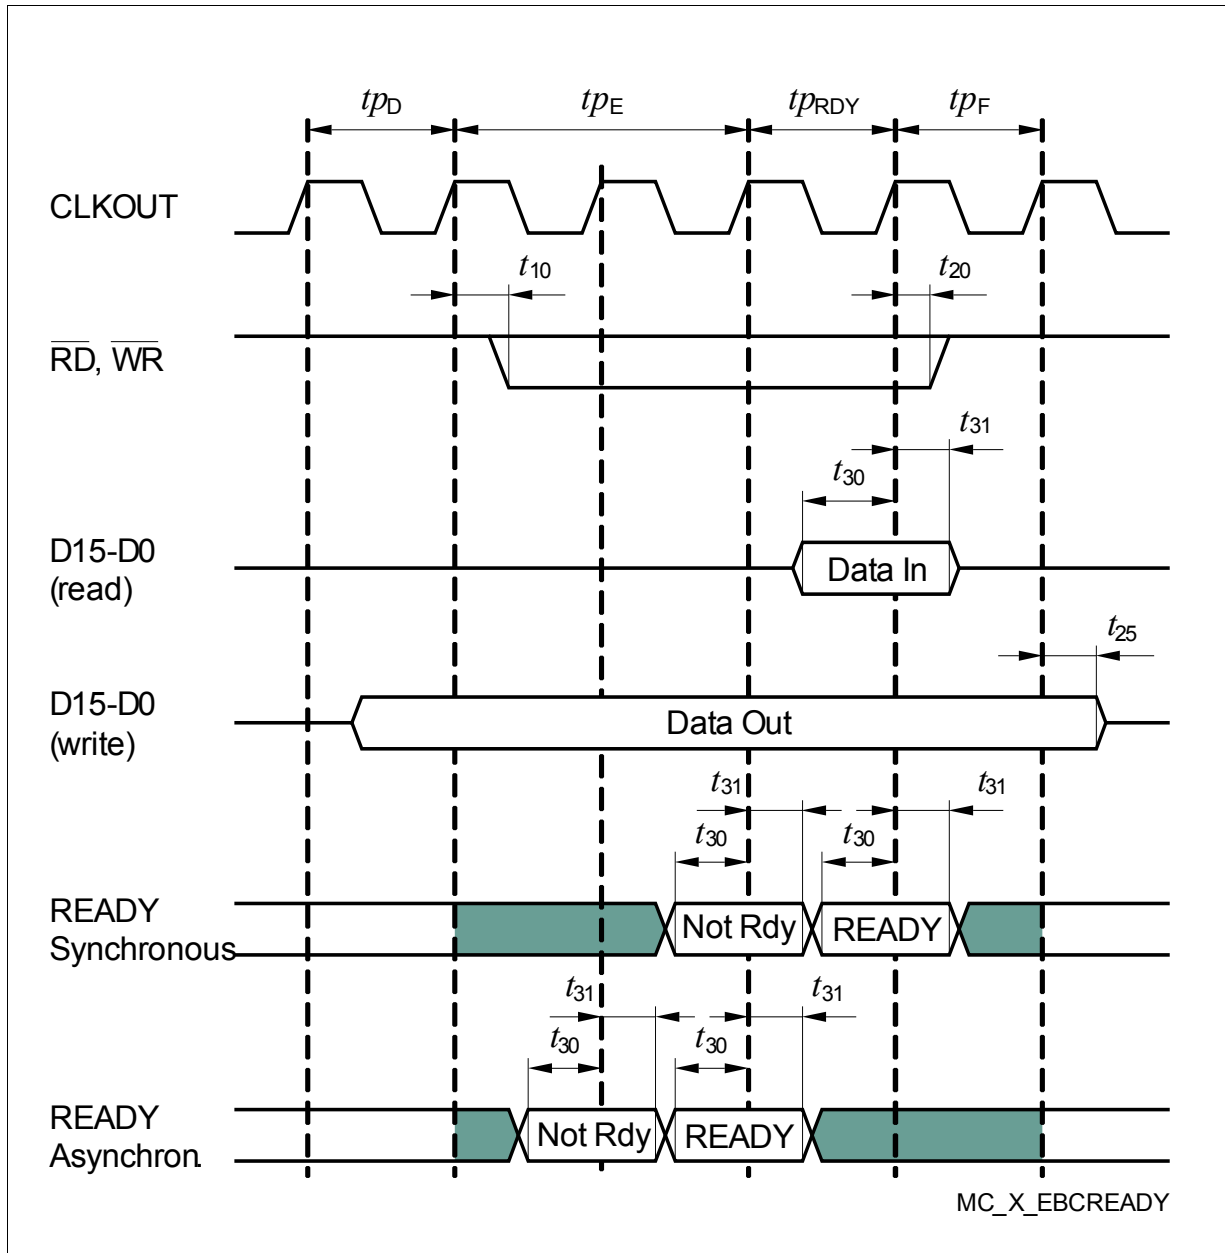 tpD tpE tpRDY tpF
CLKOUT
t10 t20
RD, WR
t31
t30
D15-D0
(read)
Data In
t25
D15-D0
(write)
Data Out
t31 t31
t30 t30
READY
Synchronous
Not Rdy READY
t31 t31
t30 t30
READY
Asynchron.
Not Rdy READY
MC_X_EBCREADY